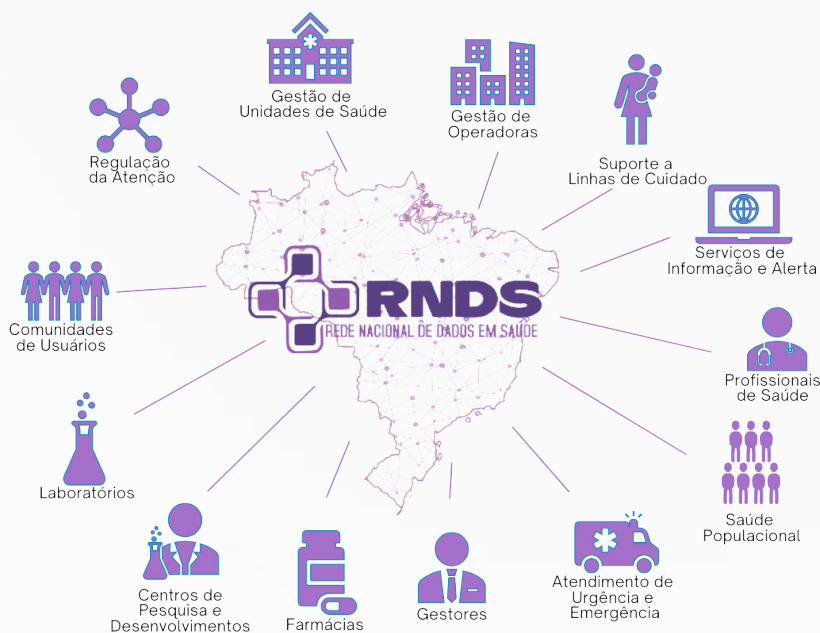 Gestão de
Unidades de Saúde
Gestão de
Operadoras
Suporte a
Linhas de Cuidado
Regulação
da Atenção
Serviços de
Informação e Alerta
RNDS
REDE NACIONAL DE DADOS EM SAÚDE
Comunidades
de Usuários
Profissionais
de Saúde
Laboratórios
Saúde
Populacional
Centros de
Pesquisa e
Desenvolvimentos
Farmácias
Gestores
Atendimento de
Urgência e
Emergência